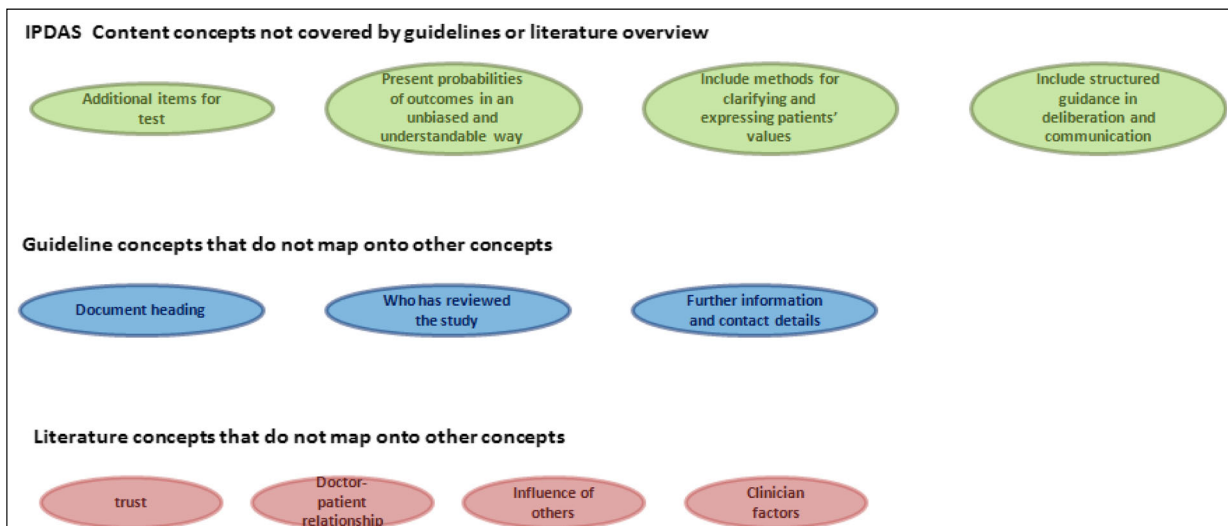 IPDAS Content concepts not covered by guidelines or literature overview
Additional items for
test
Present probabilities
of outcomes in an
unbiased and
understandable way
Include methods for
clarifying and
expressing patients’
values
Include structured
guidance in
deliberation and
communication
Guideline concepts that do not map onto other concepts
Document heading
Who has reviewed
the study
Further information
and contact details
Literature concepts that do not map onto other concepts
trust
Doctor-
patient
relationship
Influence of
others
Clinician
factors